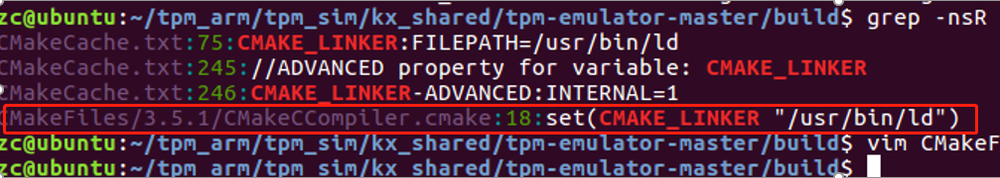 zc@ubuntu:~/tpm_arm/tpm_sim/kx_shared/tpm-emulator-master/build$ grep -nsR
CMakeCache.txt:75:CMAKE_LINKER:FILEPATH=/usr/bin/ld
CMakeCache.txt:245://ADVANCED property for variable: CMAKE_LINKER
CMakeCache.txt:246:CMAKE_LINKER-ADVANCED:INTERNAL=1
CMakeFiles/3.5.1/CMakeCCompiler.cmake:18:set(CMAKE_LINKER "/usr/bin/ld")
zc@ubuntu:~/tpm_arm/tpm_sim/kx_shared/tpm-emulator-master/build$ vim CMakeF
zc@ubuntu:~/tpm_arm/tpm_sim/kx_shared/tpm-emulator-master/build$